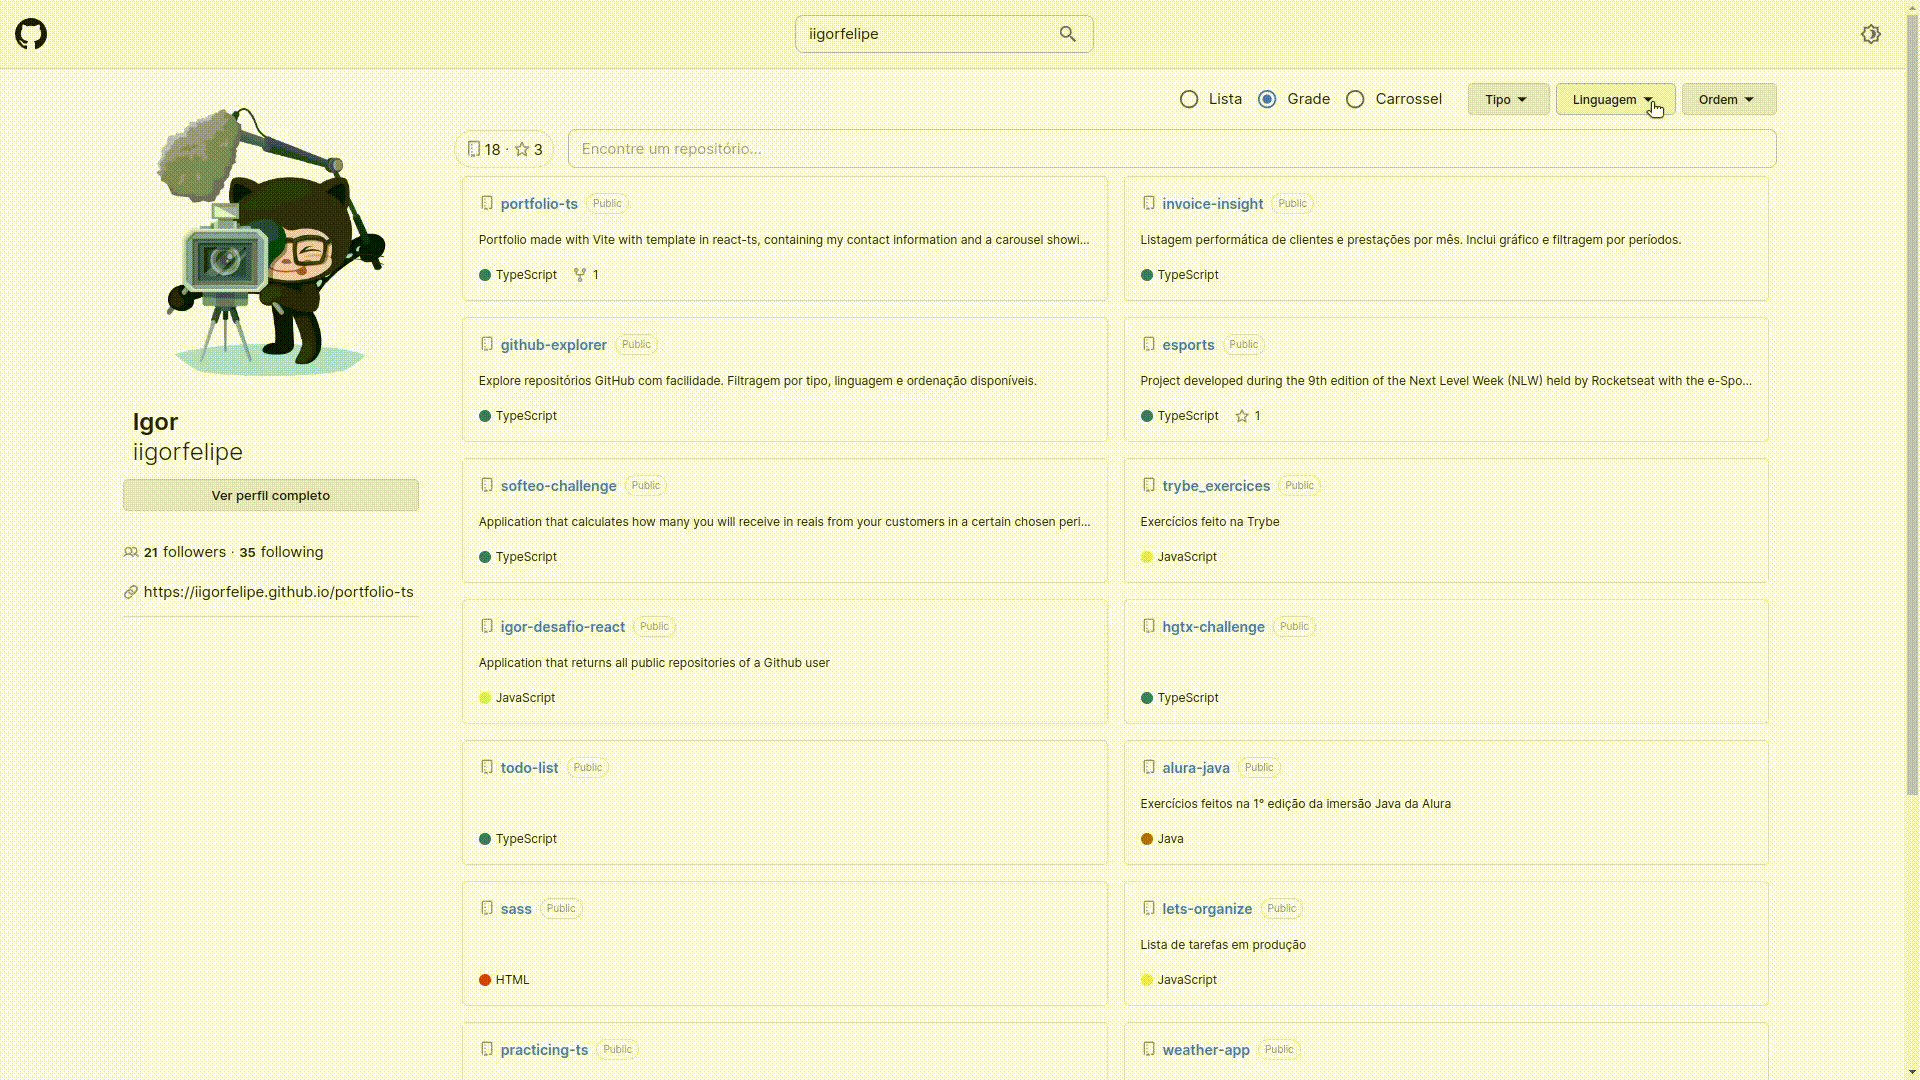 iigorfelipe
Lista Grade Carrossel Tipo Linguagem Ordem
18 · 3 Encontre um repositório...
Igor
iigorfelipe
Ver perfil completo
21 followers · 35 following
https://iigorfelipe.github.io/portfolio-ts
portfolio-ts Public
Portfolio made with Vite with template in react-ts, containing my contact information and a carousel showi...
TypeScript 1
invoice-insight Public
Listagem performática de clientes e prestações por mês. Inclui gráfico e filtragem por períodos.
TypeScript
github-explorer Public
Explore repositórios GitHub com facilidade. Filtragem por tipo, linguagem e ordenação disponíveis.
TypeScript
esports Public
Project developed during the 9th edition of the Next Level Week (NLW) held by Rocketseat with the e-Spo...
TypeScript 1
softeo-challenge Public
Application that calculates how many you will receive in reais from your customers in a certain chosen peri...
TypeScript
trybe_exercices Public
Exercícios feito na Trybe
JavaScript
igor-desafio-react Public
Application that returns all public repositories of a Github user
JavaScript
hgtx-challenge Public
TypeScript
todo-list Public
TypeScript
alura-java Public
Exercícios feitos na 1° edição da imersão Java da Alura
Java
sass Public
HTML
lets-organize Public
Lista de tarefas em produção
JavaScript
practicing-ts Public
weather-app Public